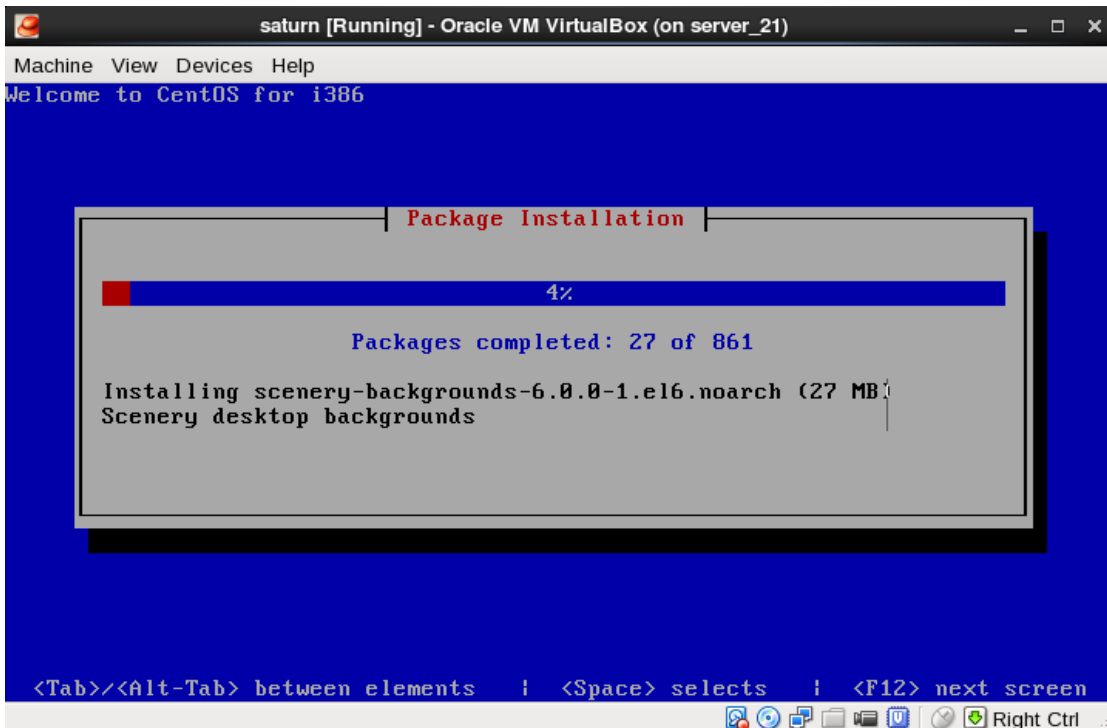 saturn [Running] - Oracle VM VirtualBox (on server_21)
Machine View Devices Help
Welcome to CentOS for i386
Package Installation
4%
Packages completed: 27 of 861
Installing scenery-backgrounds-6.0.0-1.el6.noarch (27 MB)
Scenery desktop backgrounds
<Tab>/<Alt-Tab> between elements | <Space> selects | <F12> next screen
Right Ctrl